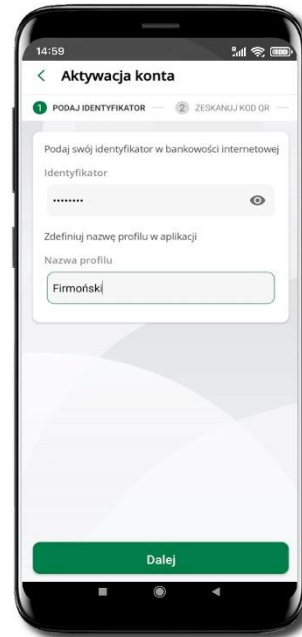 14:59
Aktywacja konta
1 PODAJ IDENTYFIKATOR
2 ZESKANUJ KOD QR
Podaj swój identyfikator w bankowości internetowej
Identyfikator
••••••••
Zdefiniuj nazwę profilu w aplikacji
Nazwa profilu
Firmoński
Dalej